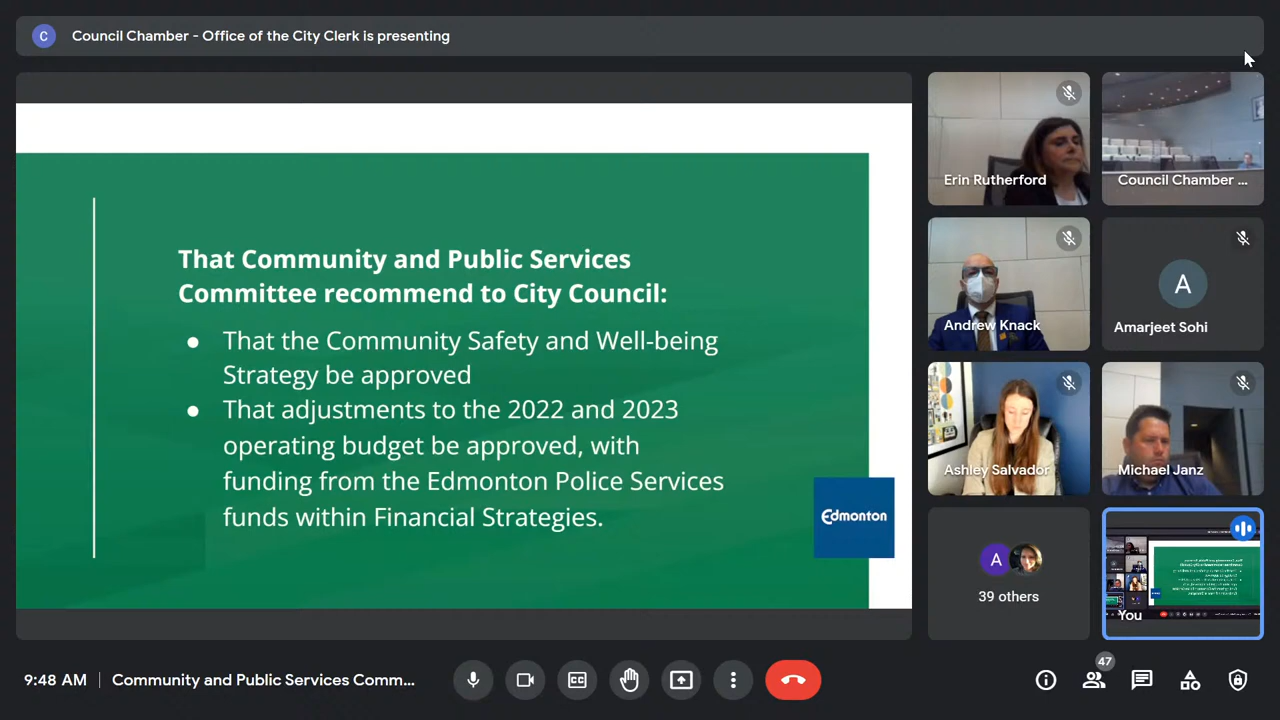 C
Council Chamber - Office of the City Clerk is presenting
That Community and Public Services
Committee recommend to City Council:
● That the Community Safety and Well-being
Strategy be approved
● That adjustments to the 2022 and 2023
operating budget be approved, with
funding from the Edmonton Police Services
funds within Financial Strategies.
Edmonton
Erin Rutherford
Council Chamber ...
Andrew Knack
A
Amarjeet Sohi
Ashley Salvador
Michael Janz
A
39 others
You
9:48 AM
Community and Public Services Comm...
CC
47